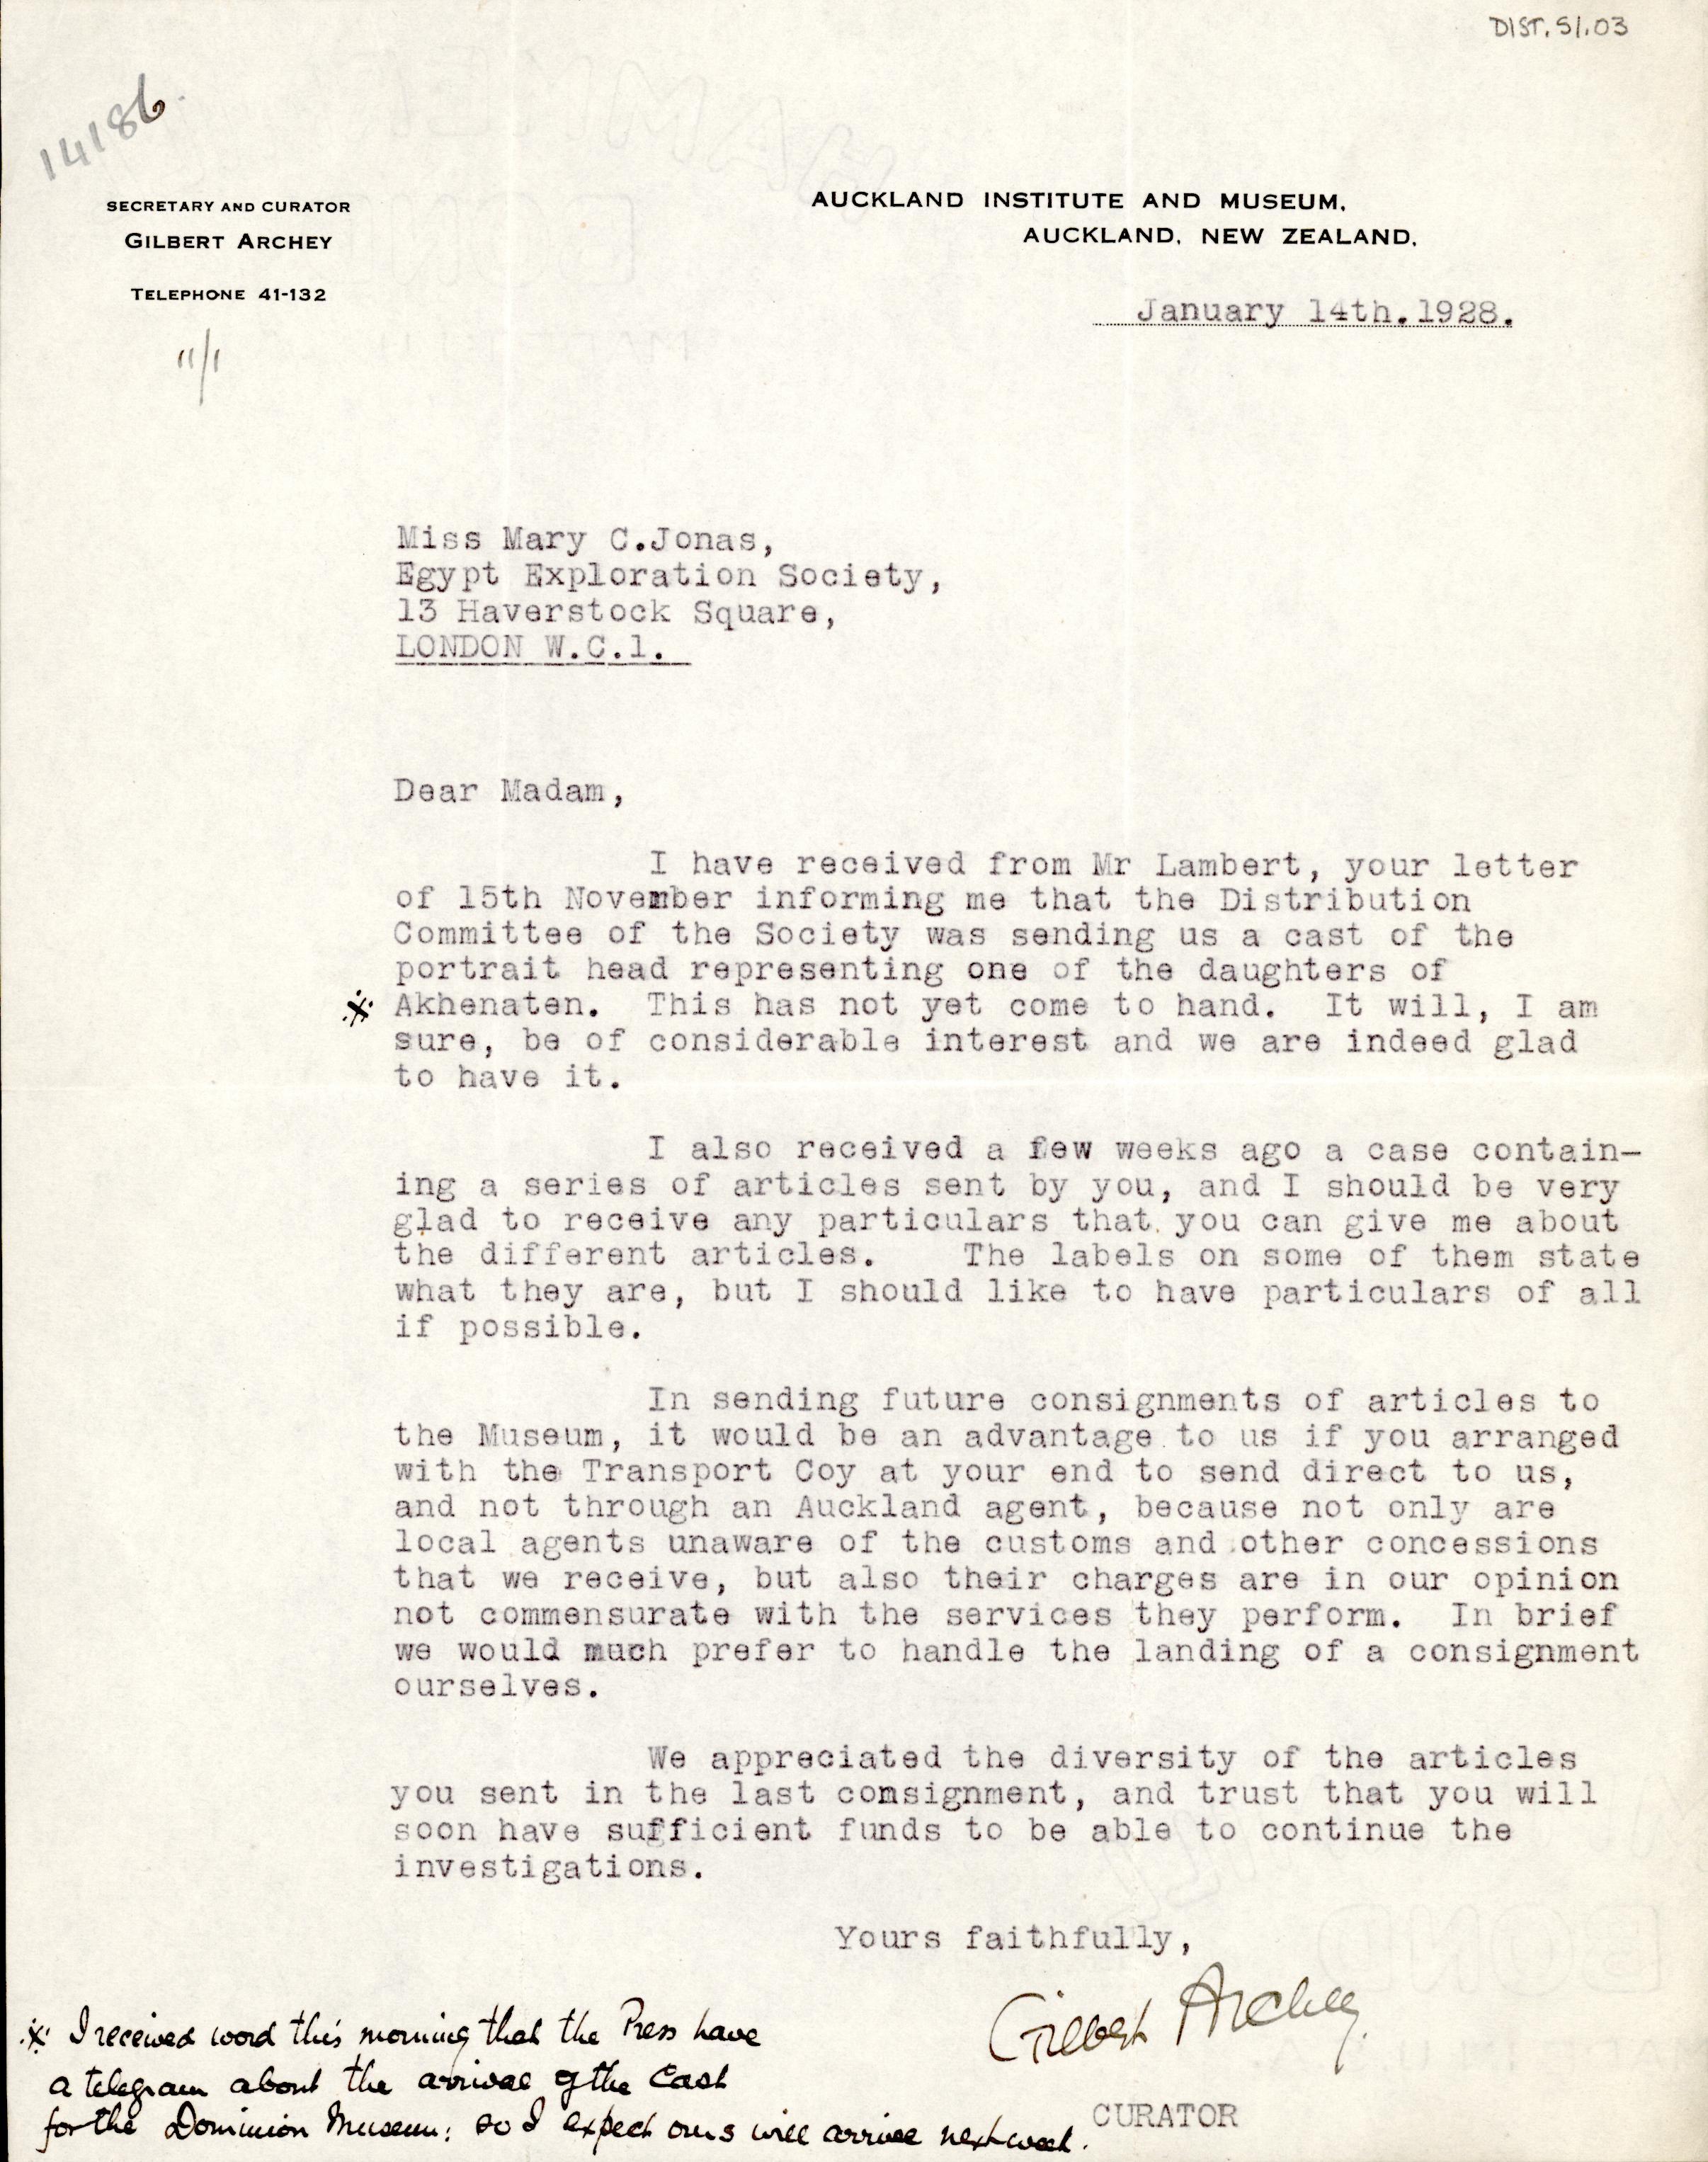 DIST. 51.03
14186
SECRETARY AND CURATOR
GILBERT ARCHEY
TELEPHONE 41-132
11/1
AUCKLAND INSTITUTE AND MUSEUM,
AUCKLAND, NEW ZEALAND,
January 14th.1928.
Miss Mary C.Jonas,
Egypt Exploration Society,
13 Haverstock Square,
LONDON W.C.1.
Dear Madam,
I have received from Mr Lambert, your letter
of 15th November informing me that the Distribution
Committee of the Society was sending us a cast of the
portrait head representing one of the daughters of
※ Akhenaten. This has not yet come to hand. It will, I am
sure, be of considerable interest and we are indeed glad
to have it.
I also received a few weeks ago a case contain-
ing a series of articles sent by you, and I should be very
glad to receive any particulars that you can give me about
the different articles. The labels on some of them state
what they are, but I should like to have particulars of all
if possible.
In sending future consignments of articles to
the Museum, it would be an advantage to us if you arranged
with the Transport Coy at your end to send direct to us,
and not through an Auckland agent, because not only are
local agents unaware of the customs and other concessions
that we receive, but also their charges are in our opinion
not commensurate with the services they perform. In brief
we would much prefer to handle the landing of a consignment
ourselves.
We appreciated the diversity of the articles
you sent in the last consignment, and trust that you will
soon have sufficient funds to be able to continue the
investigations.
Yours faithfully,
Gilbert Archey
CURATOR
※ I received word this morning that the Press have
a telegram about the arrival of the Cast
for the Dominion Museum: so I expect ours will arrive next week.